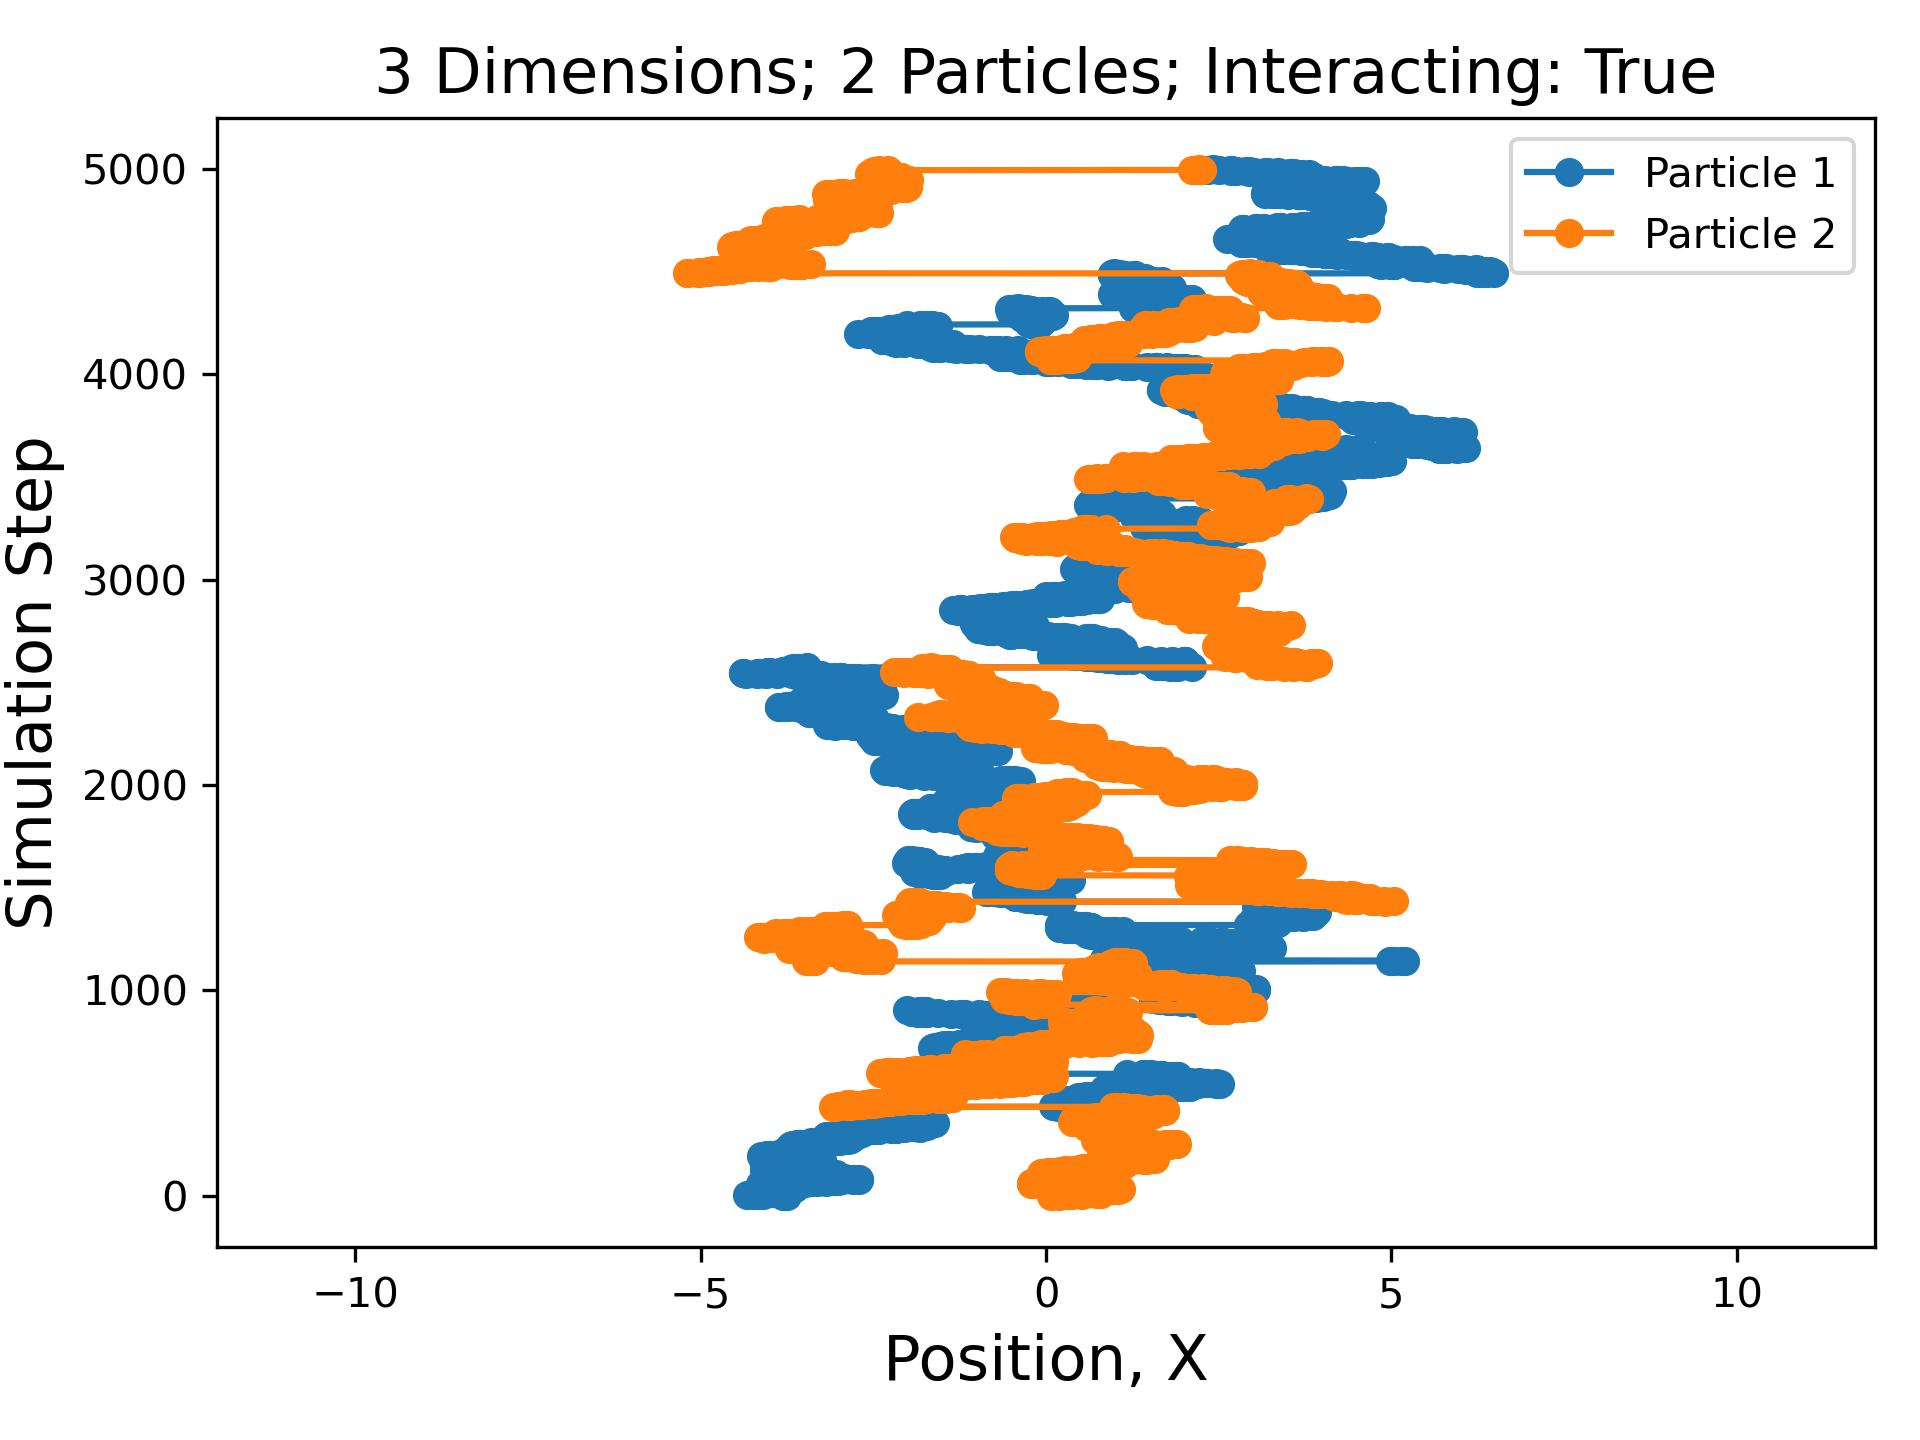 3 Dimensions; 2 Particles; Interacting: True
Particle 1
Particle 2
Simulation Step
5000
4000
3000
2000
1000
0
−10
−5
0
5
10
Position, X